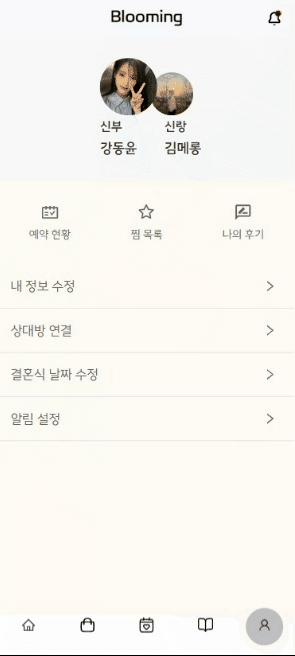 Blooming
신부 신랑
강동윤 김메롱
예약 현황 찜 목록 나의 후기
내 정보 수정
상대방 연결
결혼식 날짜 수정
알림 설정